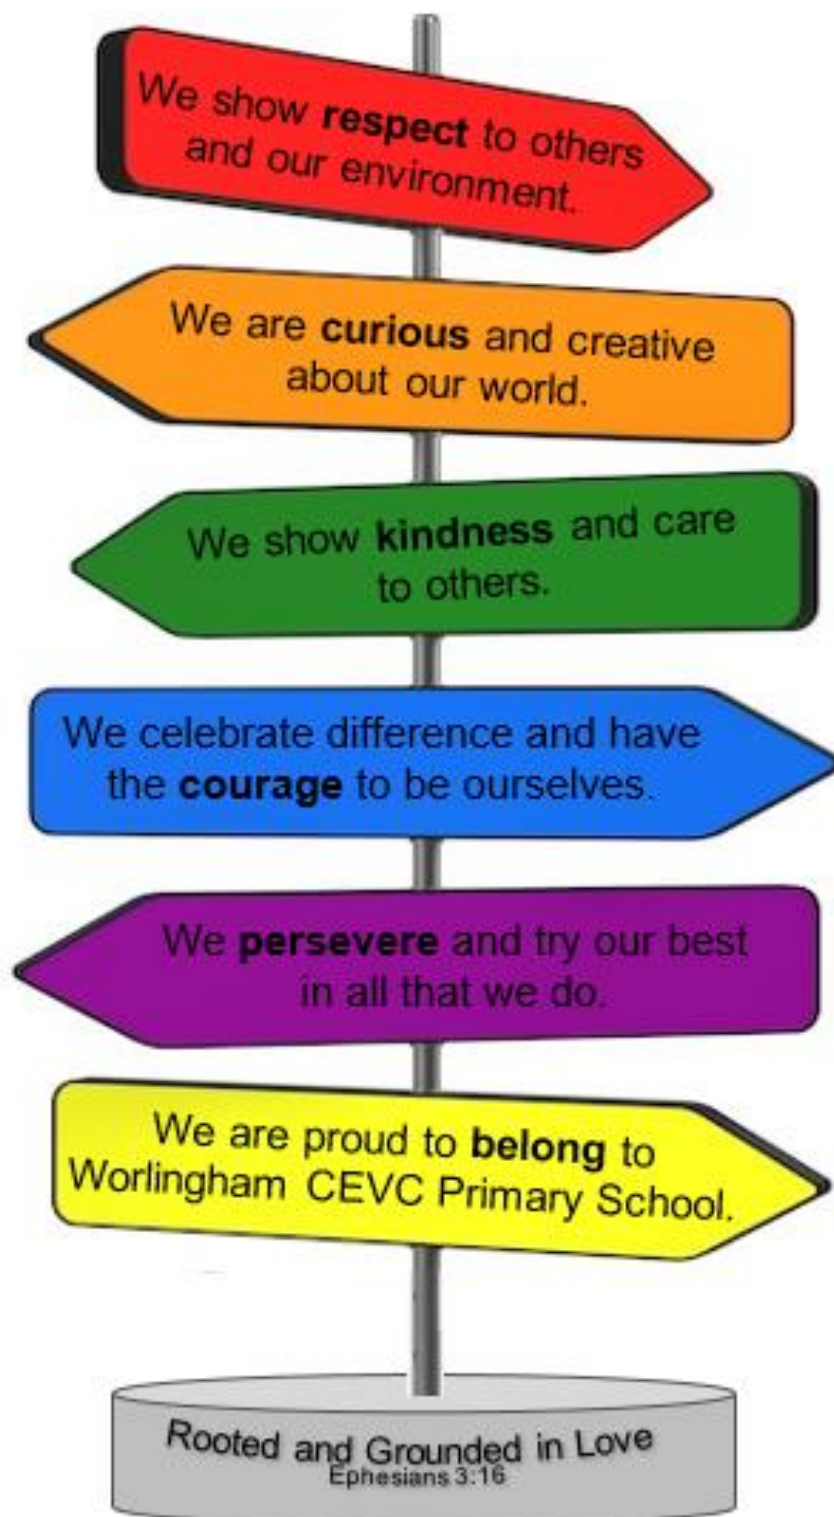 We show respect to others
and our environment.
We are curious and creative
about our world.
We show kindness and care
to others.
We celebrate difference and have
the courage to be ourselves.
We persevere and try our best
in all that we do.
We are proud to belong to
Worlingham CEVC Primary School.
Rooted and Grounded in Love
Ephesians 3:16